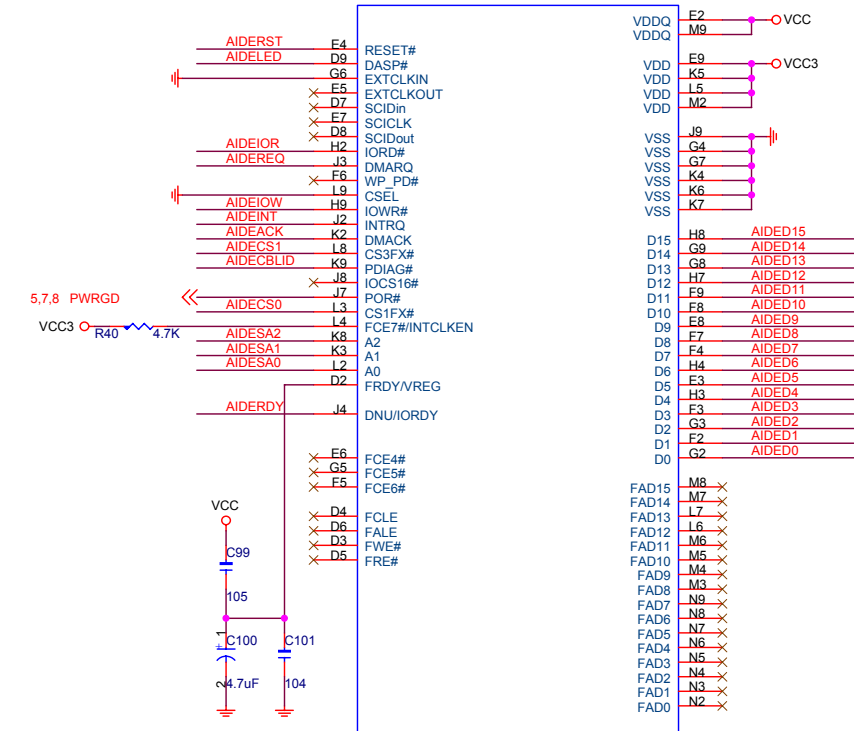 E2 VDDQ VCC
M9 VDDQ
AIDERST E4 RESET#
AIDELED D9 DASP#
G6 EXTCLKIN
E5 EXTCLKOUT
D7 SCIDin
E7 SCICLK
D8 SCIDout
AIDEIOR H2 IORD#
AIDEREQ J3 DMARQ
F6 WP_PD#
L9 CSEL
AIDEIOW H9 IOWR#
AIDEINT J2 INTRQ
AIDEACK K2 DMACK
AIDECS1 L8 CS3FX#
AIDECBLID K9 PDIAG#
J8 IOCS16#
5,7,8 PWRGD J7 POR#
AIDECS0 L3 CS1FX#
VCC3 R40 4.7K L4 FCE7#/INTCLKEN
AIDESA2 K8 A2
AIDESA1 K3 A1
AIDESA0 L2 A0
D2 FRDY/VREG
AIDERDY J4 DNU/IORDY
E6 FCE4#
G5 FCE5#
F5 FCE6#
D4 FCLE
D6 FALE
D3 FWE#
D5 FRE#
VCC
C99
105
1
+ C100 C101
2 4.7uF 104
VDD E9 VCC3
VDD K5
VDD L5
VDD M2
VSS J9
VSS G4
VSS G7
VSS K4
VSS K6
VSS K7
D15 H8 AIDED15
D14 G9 AIDED14
D13 G8 AIDED13
D12 H7 AIDED12
D11 F9 AIDED11
D10 F8 AIDED10
D9 E8 AIDED9
D8 F7 AIDED8
D7 F4 AIDED7
D6 H4 AIDED6
D5 E3 AIDED5
D4 H3 AIDED4
D3 F3 AIDED3
D2 G3 AIDED2
D1 F2 AIDED1
D0 G2 AIDED0
FAD15 M8
FAD14 M7
FAD13 L7
FAD12 L6
FAD11 M6
FAD10 M5
FAD9 M4
FAD8 M3
FAD7 N9
FAD6 N8
FAD5 N7
FAD4 N6
FAD3 N5
FAD2 N4
FAD1 N3
FAD0 N2